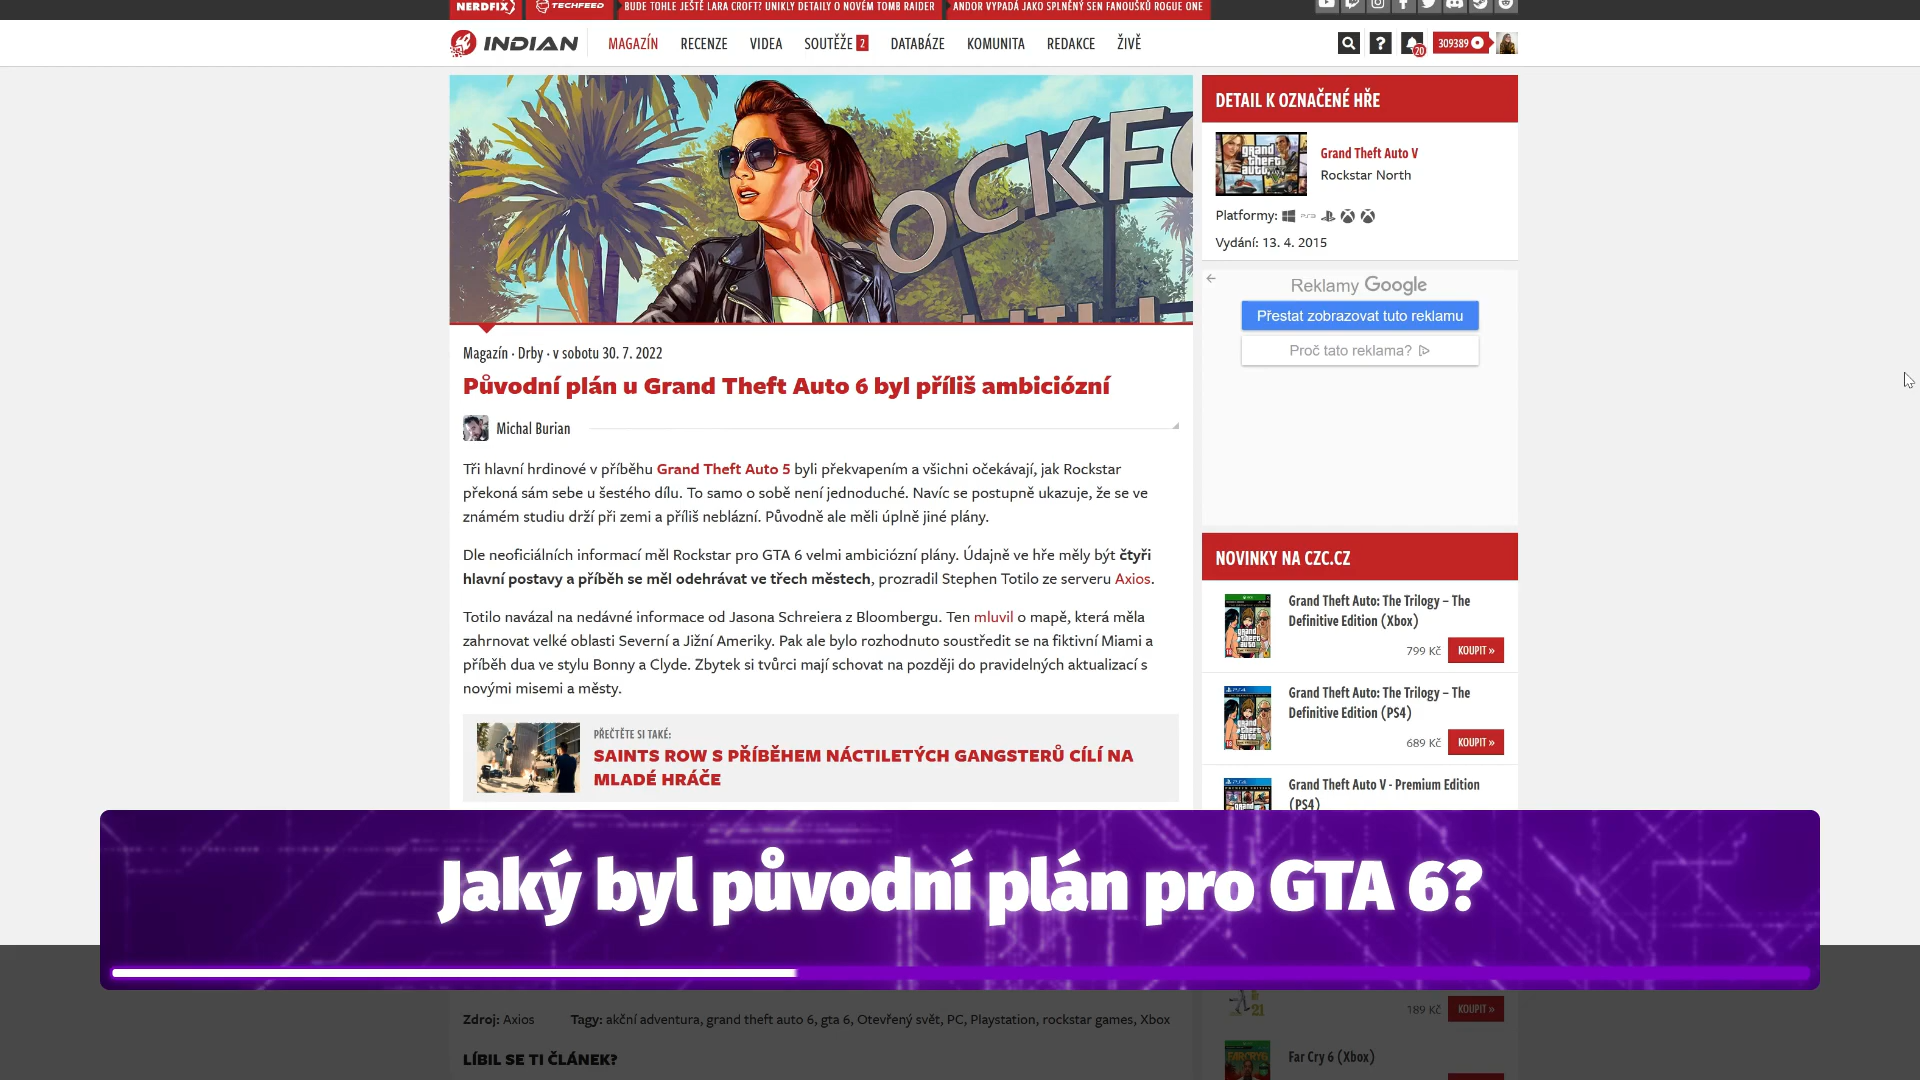 NERDFIX
TECHFEED
BUDE TOHLE JEŠTĚ LARA CROFT? UNIKLY DETAILY O NOVÉM TOMB RAIDER
ANDOR VYPADÁ JAKO SPLNĚNÝ SEN FANOUŠKŮ ROGUE ONE
INDIAN
MAGAZÍN
RECENZE
VIDEA
SOUTĚŽE 2
DATABÁZE
KOMUNITA
REDAKCE
ŽIVĚ
?
20
309389
OCKFO
Magazín · Drby · v sobotu 30. 7. 2022
Původní plán u Grand Theft Auto 6 byl příliš ambiciózní
Michal Burian
Tři hlavní hrdinové v příběhu Grand Theft Auto 5 byli překvapením a všichni očekávají, jak Rockstar
překoná sám sebe u šestého dílu. To samo o sobě není jednoduché. Navíc se postupně ukazuje, že se ve
známém studiu drží při zemi a příliš neblázní. Původně ale měli úplně jiné plány.
Dle neoficiálních informací měl Rockstar pro GTA 6 velmi ambiciózní plány. Údajně ve hře měly být čtyři
hlavní postavy a příběh se měl odehrávat ve třech městech, prozradil Stephen Totilo ze serveru Axios.
Totilo navázal na nedávné informace od Jasona Schreiera z Bloombergu. Ten mluvil o mapě, která měla
zahrnovat velké oblasti Severní a Jižní Ameriky. Pak ale bylo rozhodnuto soustředit se na fiktivní Miami a
příběh dua ve stylu Bonny a Clyde. Zbytek si tvůrci mají schovat na později do pravidelných aktualizací s
novými misemi a městy.
PŘEČTĚTE SI TAKÉ:
SAINTS ROW S PŘÍBĚHEM NÁCTILETÝCH GANGSTERŮ CÍLÍ NA
MLADÉ HRÁČE
DETAIL K OZNAČENÉ HŘE
grand theft auto V
Grand Theft Auto V
Rockstar North
Platformy:
PS3
Vydání: 13. 4. 2015
Reklamy Google
Přestat zobrazovat tuto reklamu
Proč tato reklama?
NOVINKY NA CZC.CZ
Grand Theft Auto: The Trilogy – The
Definitive Edition (Xbox)
799 Kč
KOUPIT »
Grand Theft Auto: The Trilogy – The
Definitive Edition (PS4)
689 Kč
KOUPIT »
Grand Theft Auto V - Premium Edition
(PS4)
Jaký byl původní plán pro GTA 6?
21
189 Kč
KOUPIT »
Zdroj: Axios
Tagy: akční adventura, grand theft auto 6, gta 6, Otevřený svět, PC, Playstation, rockstar games, Xbox
LÍBIL SE TI ČLÁNEK?
FARCRY6
Far Cry 6 (Xbox)